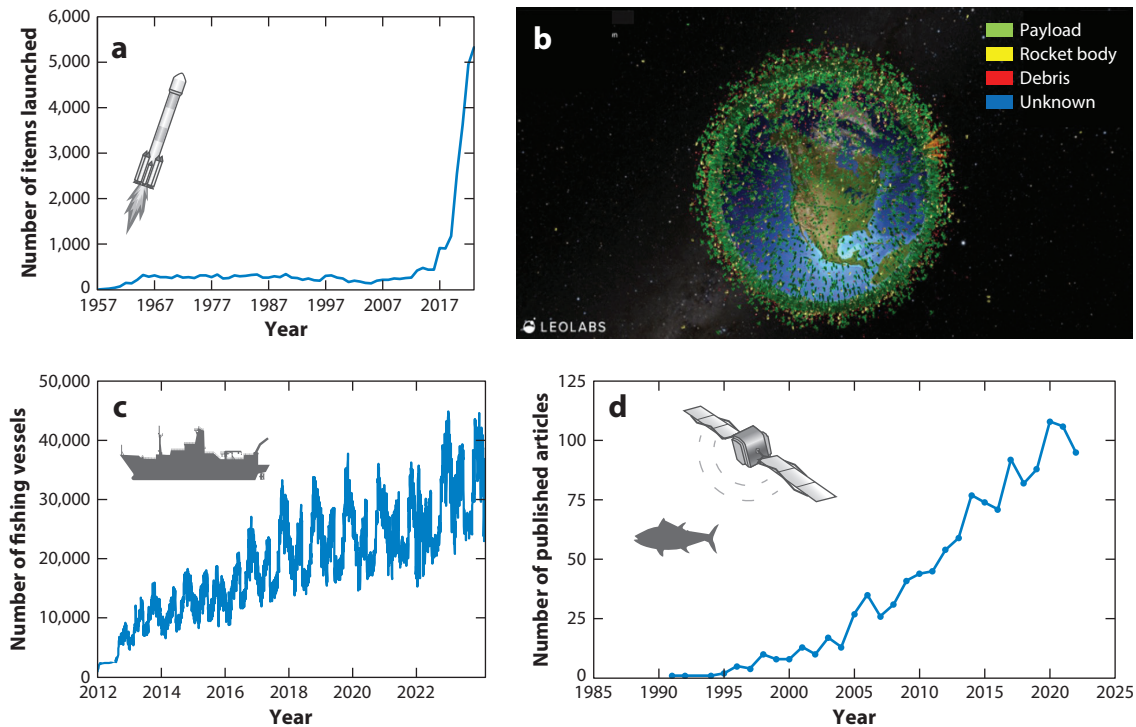 a
Number of items launched
6,000
5,000
4,000
3,000
2,000
1,000
0
1957 1967 1977 1987 1997 2007 2017
Year
b
Payload
Rocket body
Debris
Unknown
LEOLABS
c
Number of fishing vessels
50,000
40,000
30,000
20,000
10,000
0
2012 2014 2016 2018 2020 2022
Year
d
Number of published articles
125
100
75
50
25
0
1985 1990 1995 2000 2005 2010 2015 2020 2025
Year